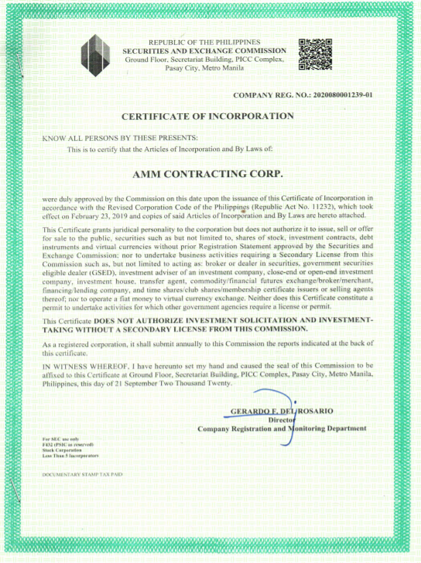 REPUBLIC OF THE PHILIPPINES
SECURITIES AND EXCHANGE COMMISSION
Ground Floor, Secretariat Building, PICC Complex,
Pasay City, Metro Manila
COMPANY REG. NO.: 2020080001239-01
CERTIFICATE OF INCORPORATION
KNOW ALL PERSONS BY THESE PRESENTS:
This is to certify that the Articles of Incorporation and By Laws of:
AMM CONTRACTING CORP.
were duly approved by the Commission on this date upon the issuance of this Certificate of Incorporation in
accordance with the Revised Corporation Code of the Philippines (Republic Act No. 11232), which took
effect on February 23, 2019 and copies of said Articles of Incorporation and By Laws are hereto attached.
This Certificate grants juridical personality to the corporation but does not authorize it to issue, sell or offer
for sale to the public, securities such as but not limited to, shares of stock, investment contracts, debt
instruments and virtual currencies without prior Registration Statement approved by the Securities and
Exchange Commission; nor to undertake business activities requiring a Secondary License from this
Commission such as, but not limited to acting as: broker or dealer in securities, government securities
eligible dealer (GSED), investment adviser of an investment company, close-end or open-end investment
company, investment house, transfer agent, commodity/financial futures exchange/broker/merchant,
financing/lending company, and time shares/club shares/membership certificate issuers or selling agents
thereof; nor to operate a fiat money to virtual currency exchange. Neither does this Certificate constitute a
permit to undertake activities for which other government agencies require a license or permit.
This Certificate DOES NOT AUTHORIZE INVESTMENT SOLICITATION AND INVESTMENT-
TAKING WITHOUT A SECONDARY LICENSE FROM THIS COMMISSION.
As a registered corporation, it shall submit annually to this Commission the reports indicated at the back of
this certificate.
IN WITNESS WHEREOF, I have hereunto set my hand and caused the seal of this Commission to be
affixed to this Certificate at Ground Floor, Secretariat Building, PICC Complex, Pasay City, Metro Manila,
Philippines, this day of 21 September Two Thousand Twenty.
GERARDO F. DEL ROSARIO
Director
Company Registration and Monitoring Department
For SEC use only
Stock Corporation
Less Than 5 Incorporators
DOCUMENTARY STAMP TAX PAID